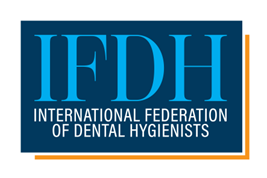 IFDH
INTERNATIONAL FEDERATION
OF DENTAL HYGIENISTS